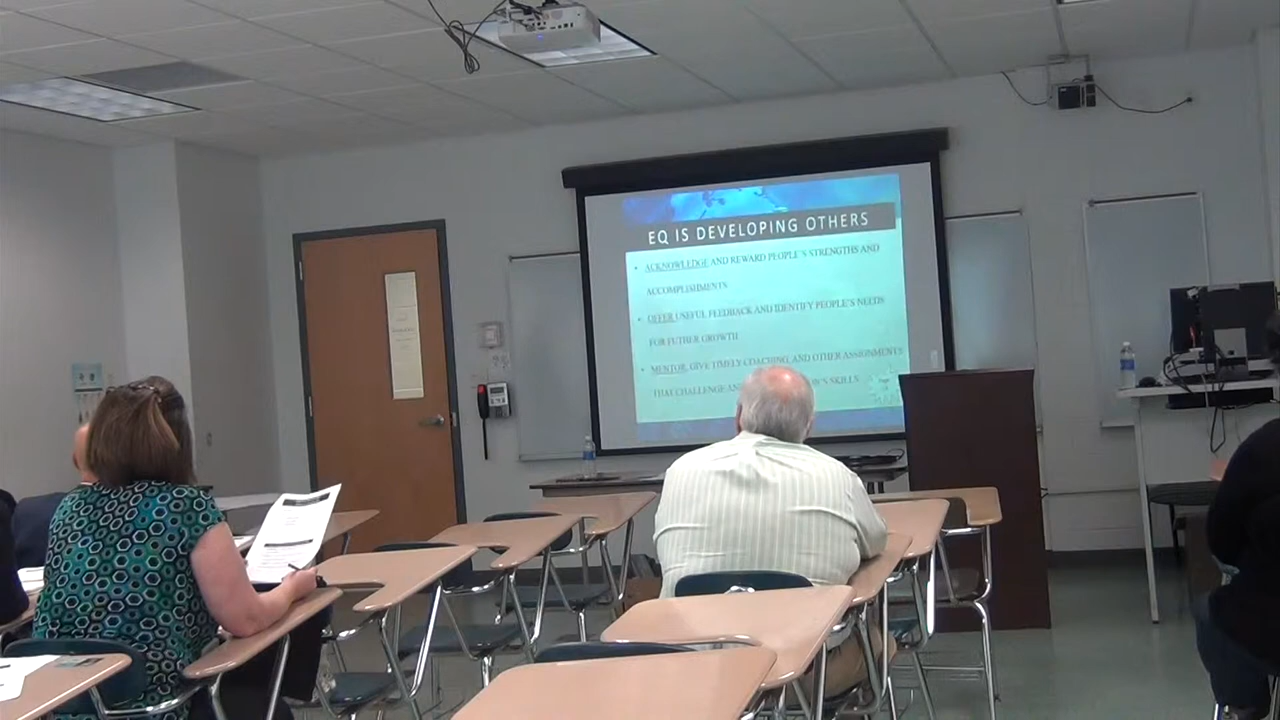 EQ IS DEVELOPING OTHERS
• ACKNOWLEDGE AND REWARD PEOPLE'S STRENGTHS AND
ACCOMPLISHMENTS
• OFFER USEFUL FEEDBACK AND IDENTIFY PEOPLE'S NEEDS
FOR FUTHER GROWTH
• MENTOR, GIVE TIMELY COACHING, AND OTHER ASSIGNMENTS
THAT CHALLENGE SKILLS